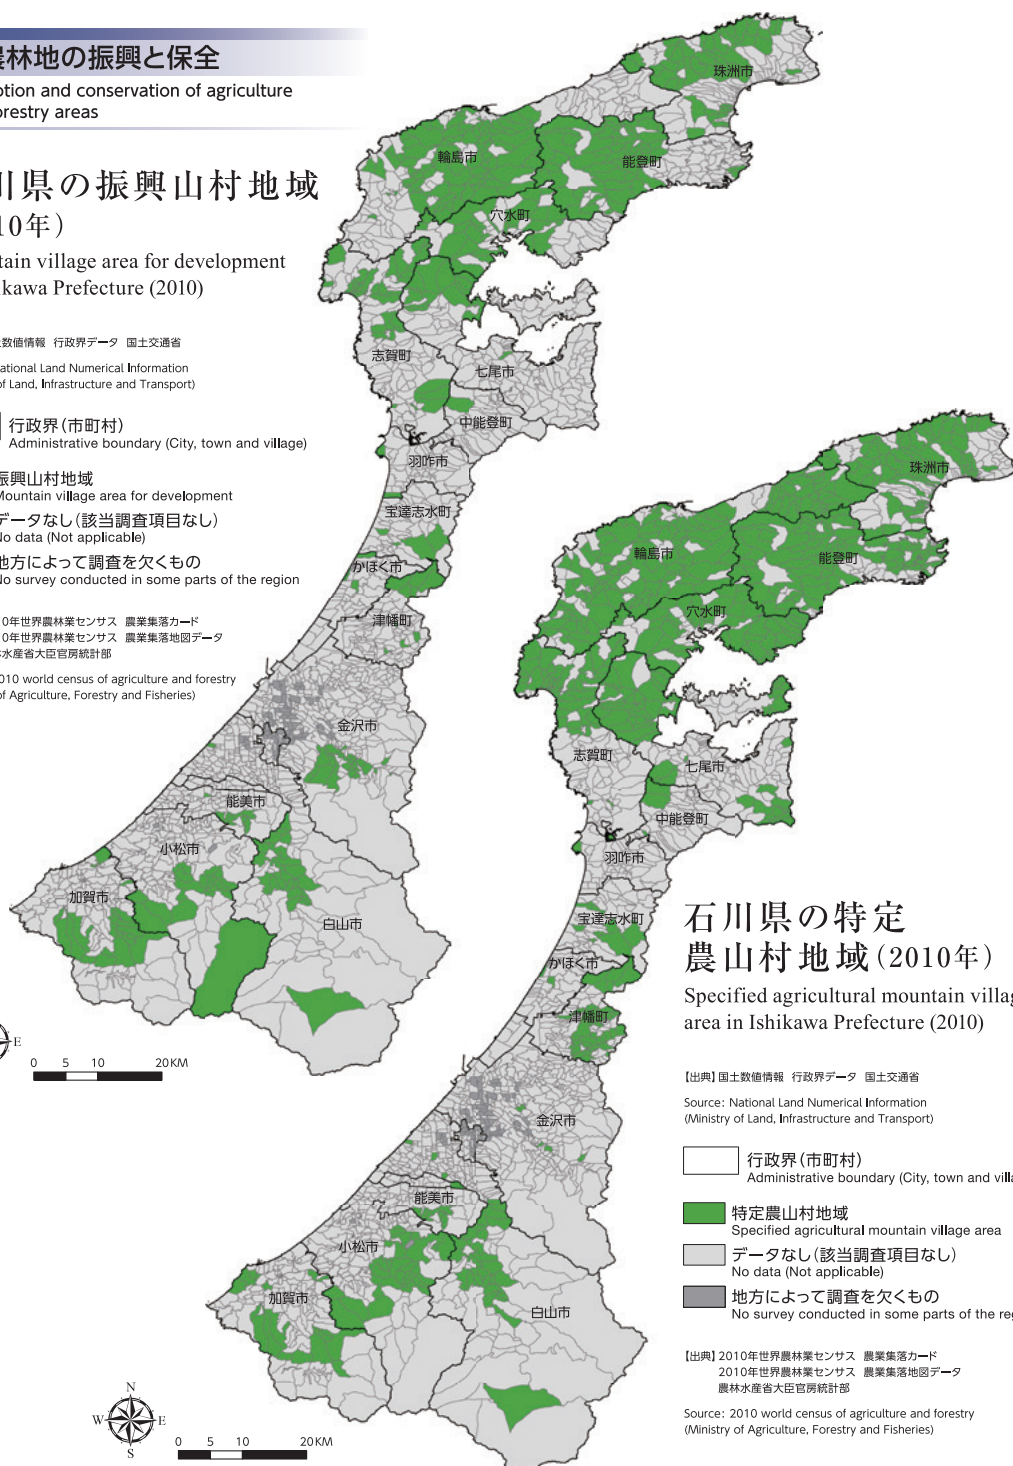 農林地の振興と保全
otion and conservation of agriculture
orestry areas
川県の振興山村地域
10年）
tain village area for development
ikawa Prefecture (2010)
土数値情報 行政界データ 国土交通省
ational Land Numerical Information
of Land, Infrastructure and Transport)
行政界（市町村）
Administrative boundary (City, town and village)
振興山村地域
Mountain village area for development
データなし（該当調査項目なし）
No data (Not applicable)
地方によって調査を欠くもの
No survey conducted in some parts of the region
10年世界農林業センサス 農業集落カード
10年世界農林業センサス 農業集落地図データ
水産省大臣官房統計部
010 world census of agriculture and forestry
of Agriculture, Forestry and Fisheries)
珠洲市
輪島市
能登町
穴水町
志賀町
七尾市
中能登町
羽咋市
宝達志水町
かほく市
津幡町
金沢市
能美市
小松市
加賀市
白山市
E
0 5 10 20KM
珠洲市
輪島市
能登町
穴水町
志賀町
七尾市
中能登町
羽咋市
宝達志水町
かほく市
津幡町
金沢市
能美市
小松市
加賀市
白山市
石川県の特定
農山村地域（2010年）
Specified agricultural mountain villag
area in Ishikawa Prefecture (2010)
【出典】国土数値情報 行政界データ 国土交通省
Source: National Land Numerical Information
(Ministry of Land, Infrastructure and Transport)
行政界（市町村）
Administrative boundary (City, town and villa
特定農山村地域
Specified agricultural mountain village area
データなし（該当調査項目なし）
No data (Not applicable)
地方によって調査を欠くもの
No survey conducted in some parts of the reg
【出典】2010年世界農林業センサス 農業集落カード
2010年世界農林業センサス 農業集落地図データ
農林水産省大臣官房統計部
Source: 2010 world census of agriculture and forestry
(Ministry of Agriculture, Forestry and Fisheries)
N
W E
S
0 5 10 20KM